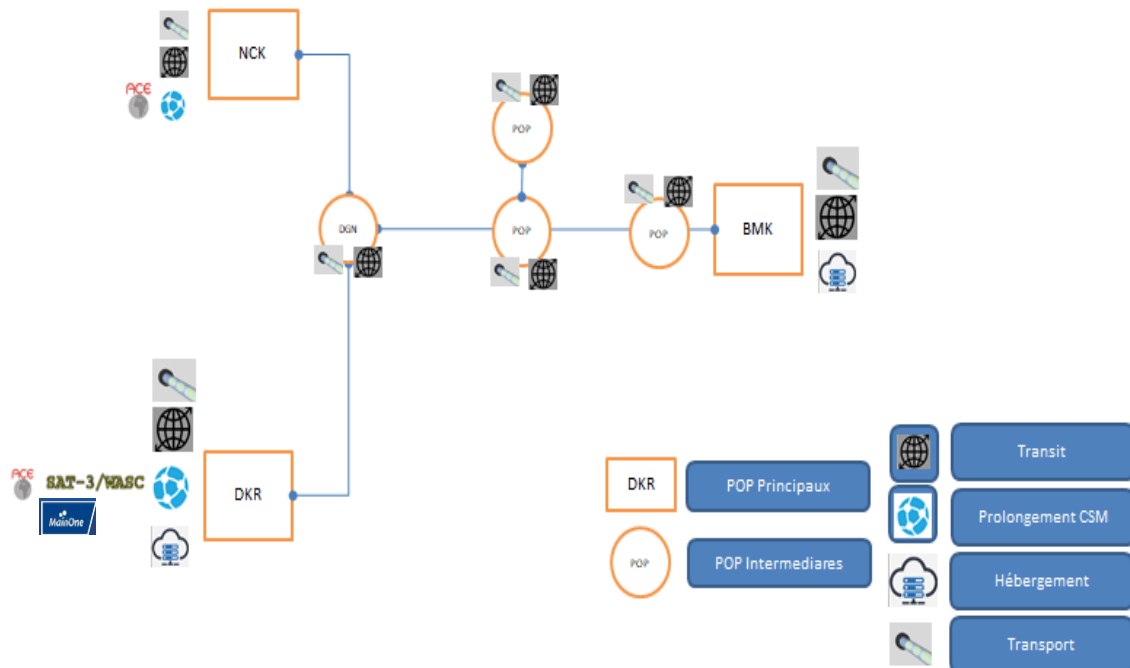 NCK
ACE
POP
DGN
POP
POP
BMK
ACE
SAT-3/WASC
MainOne
DKR
DKR
POP Principaux
POP
POP Intermediares
Transit
Prolongement CSM
Hébergement
Transport